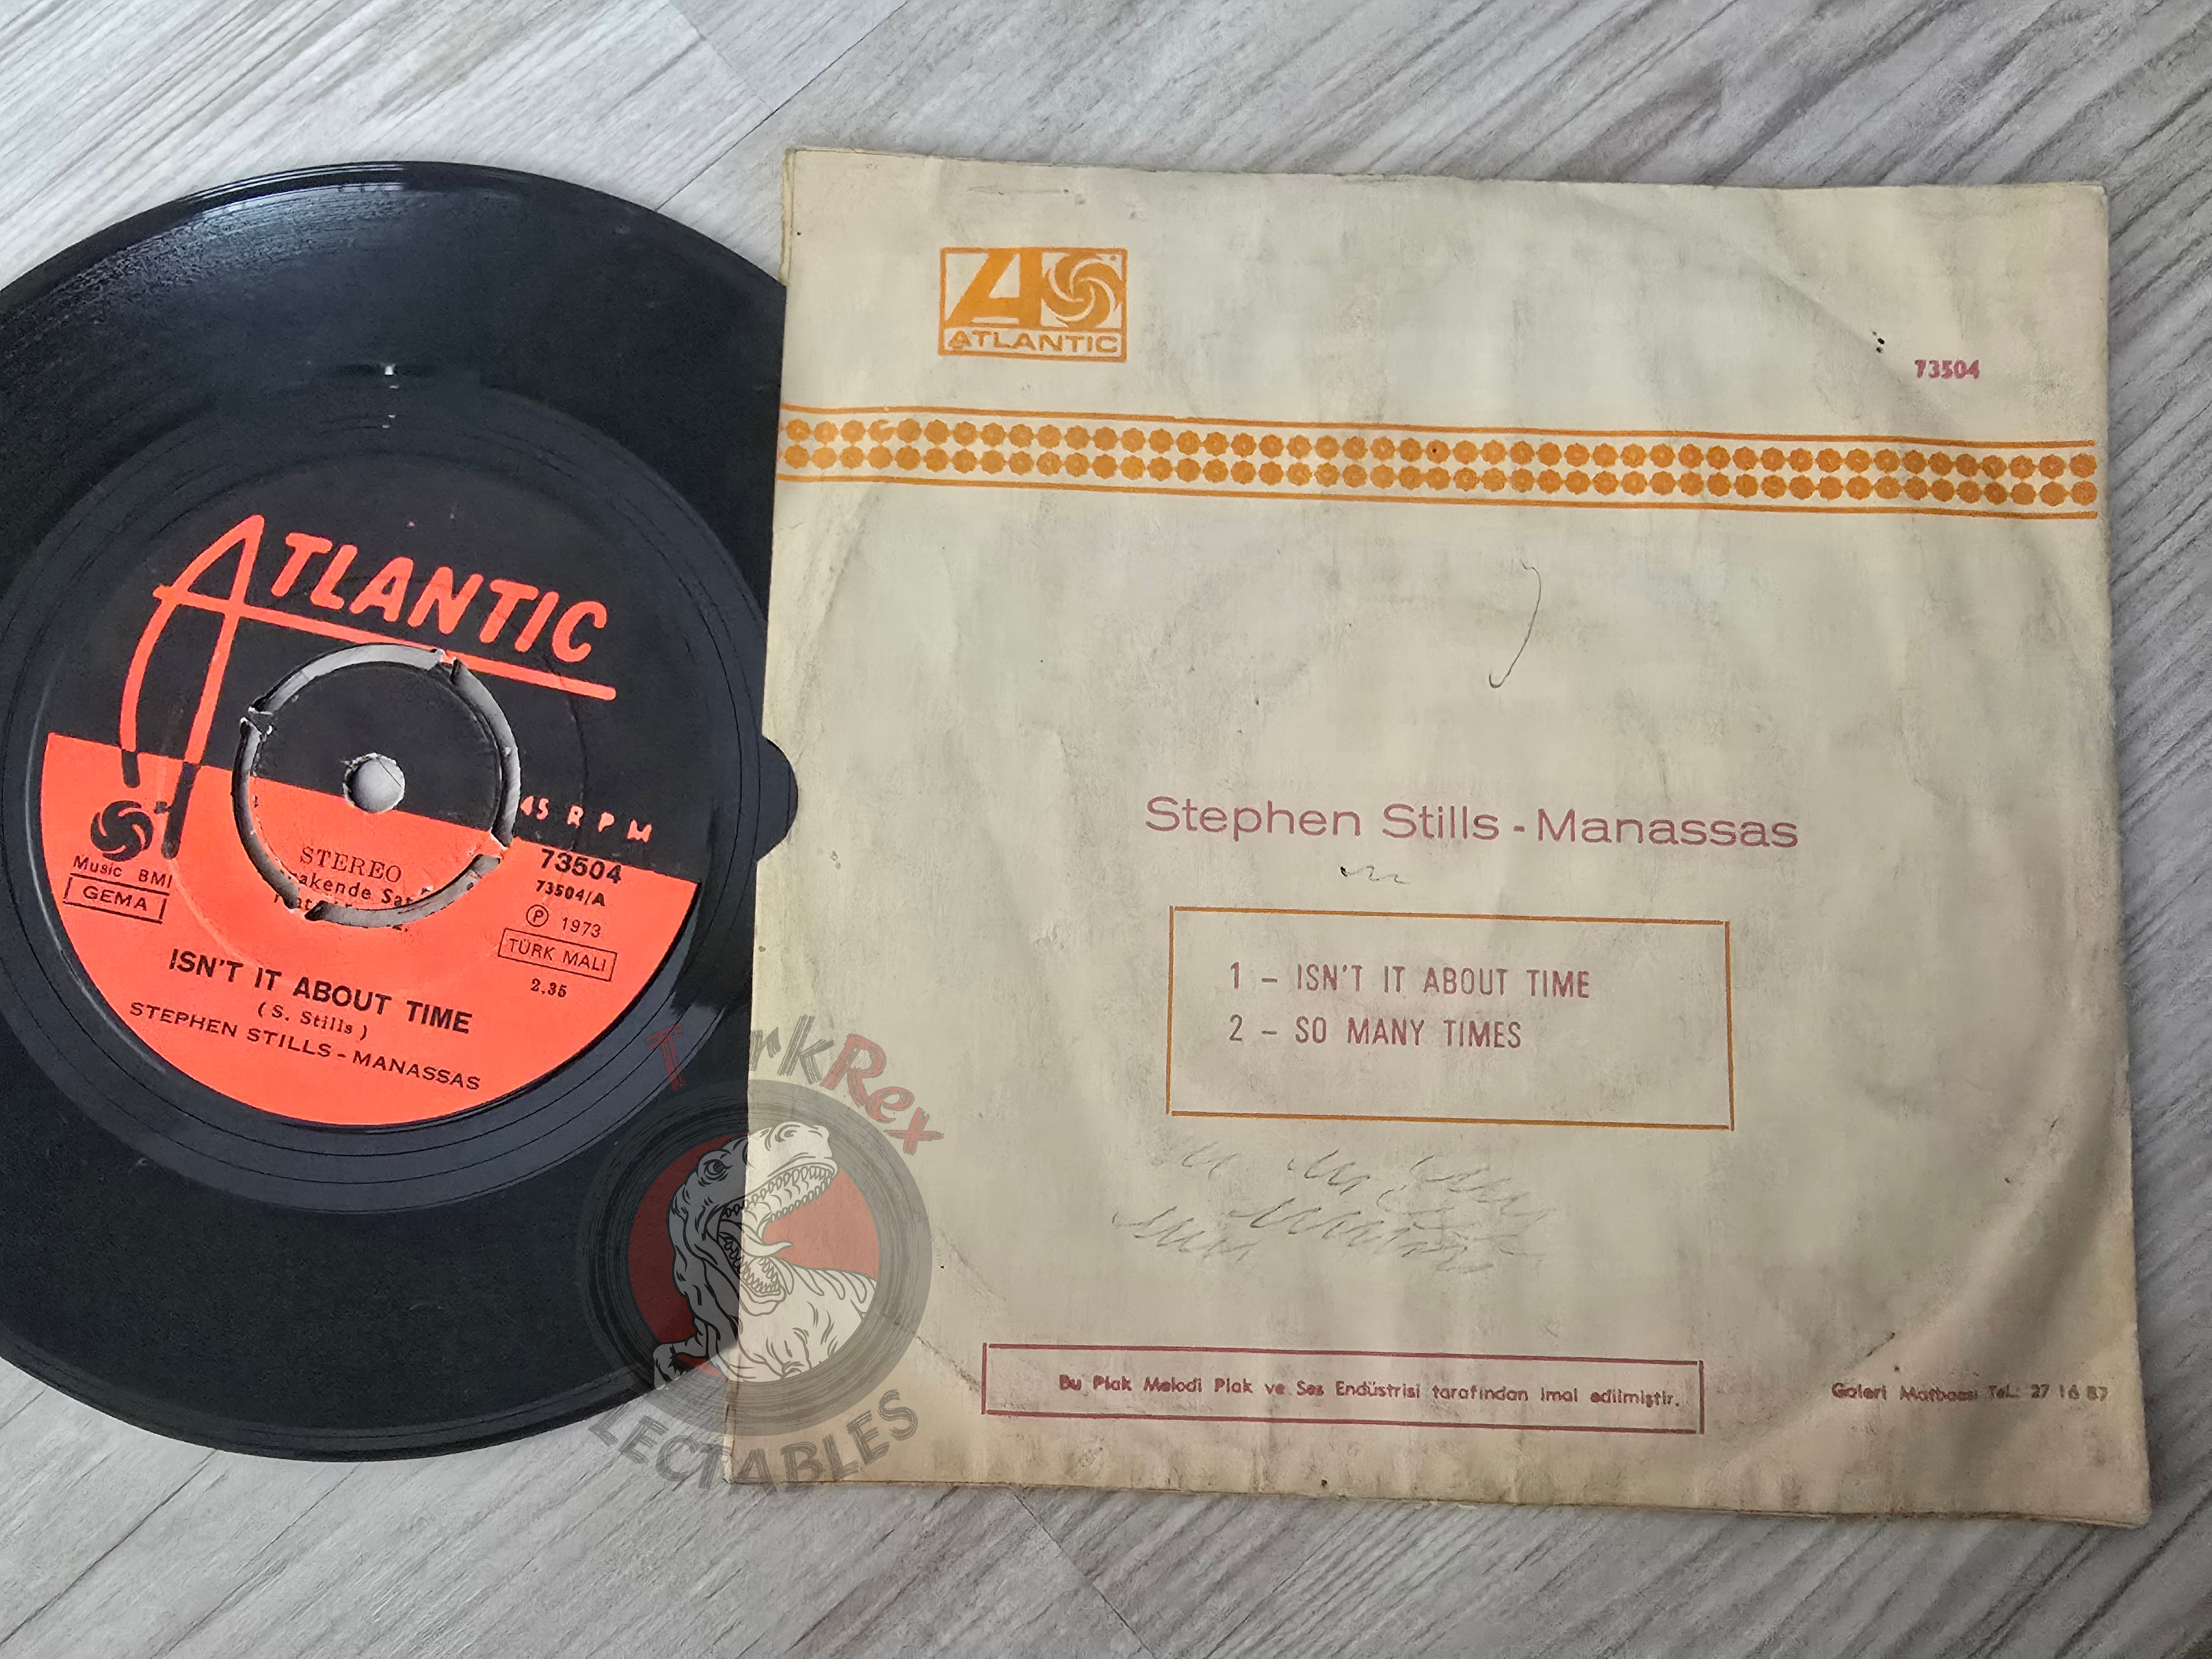 ATLANTIC
45 RPM
STEREO
73504
73504/A
Music BMI
GEMA
℗ 1973
TÜRK MALI
2.35
ISN'T IT ABOUT TIME
(S. Stills)
STEPHEN STILLS - MANASSAS
ATLANTIC
73504
Stephen Stills - Manassas
1 - ISN'T IT ABOUT TIME
2 - SO MANY TIMES
Bu Plak Melodi Plak ve Ses Endüstrisi tarafından imal edilmiştir.
Galeri Matbaası Tel.: 27 16 87
TurkRex
LECTABLES